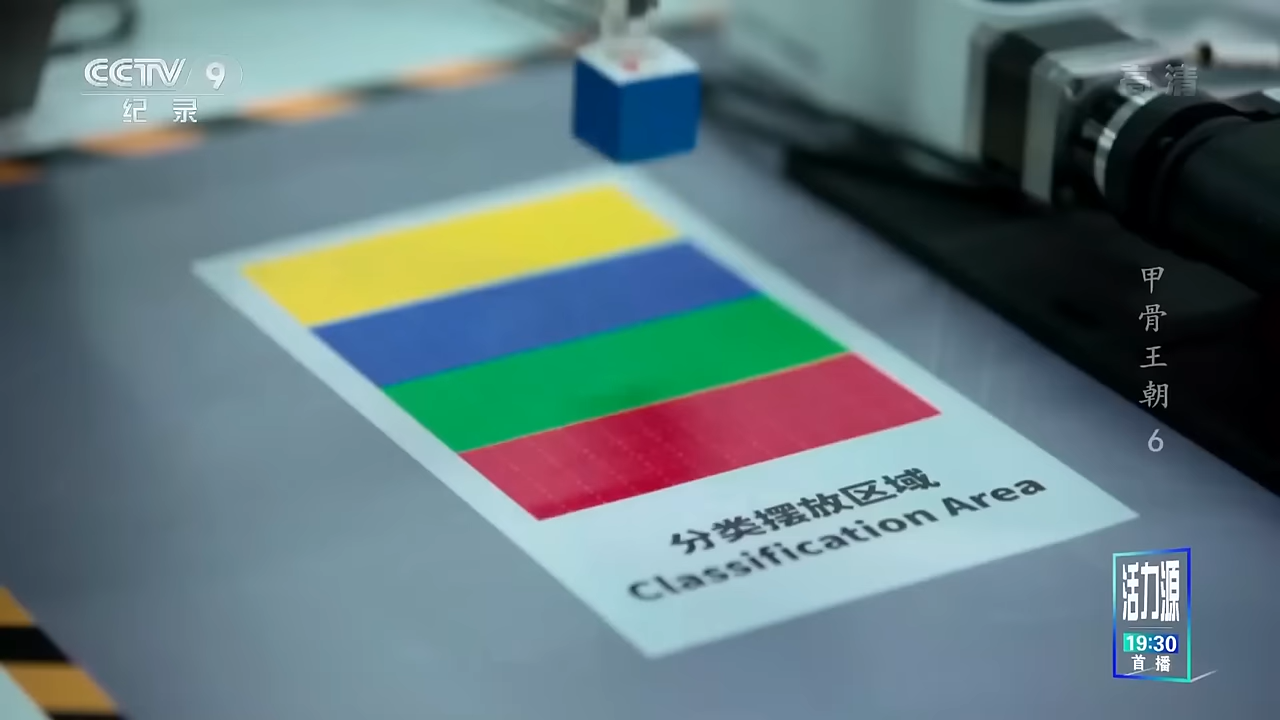 CCTV 9
纪录
高清
甲骨王朝 6
分类摆放区域
Classification Area
活力源
19:30
首播